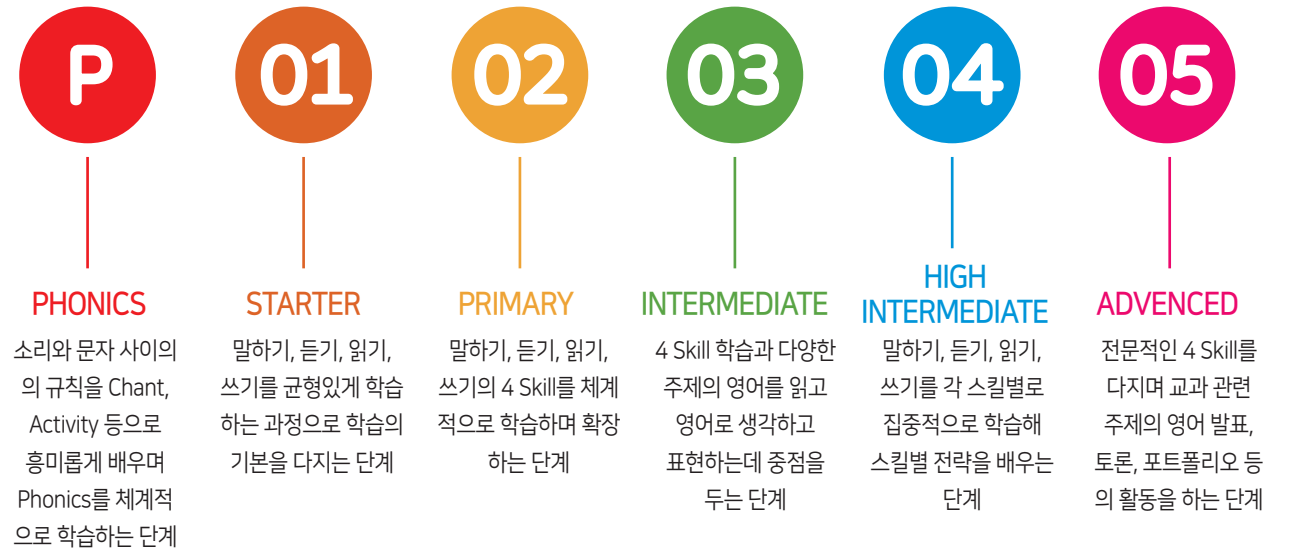 P
PHONICS
소리와 문자 사이의
의 규칙을 Chant,
Activity 등으로
흥미롭게 배우며
Phonics를 체계적
으로 학습하는 단계
01
STARTER
말하기, 듣기, 읽기,
쓰기를 균형있게 학습
하는 과정으로 학습의
기본을 다지는 단계
02
PRIMARY
말하기, 듣기, 읽기,
쓰기의 4 Skill를 체계
적으로 학습하며 확장
하는 단계
03
INTERMEDIATE
4 Skill 학습과 다양한
주제의 영어를 읽고
영어로 생각하고
표현하는데 중점을
두는 단계
04
HIGH
INTERMEDIATE
말하기, 듣기, 읽기,
쓰기를 각 스킬별로
집중적으로 학습해
스킬별 전략을 배우는
단계
05
ADVENCED
전문적인 4 Skill를
다지며 교과 관련
주제의 영어 발표,
토론, 포트폴리오 등
의 활동을 하는 단계